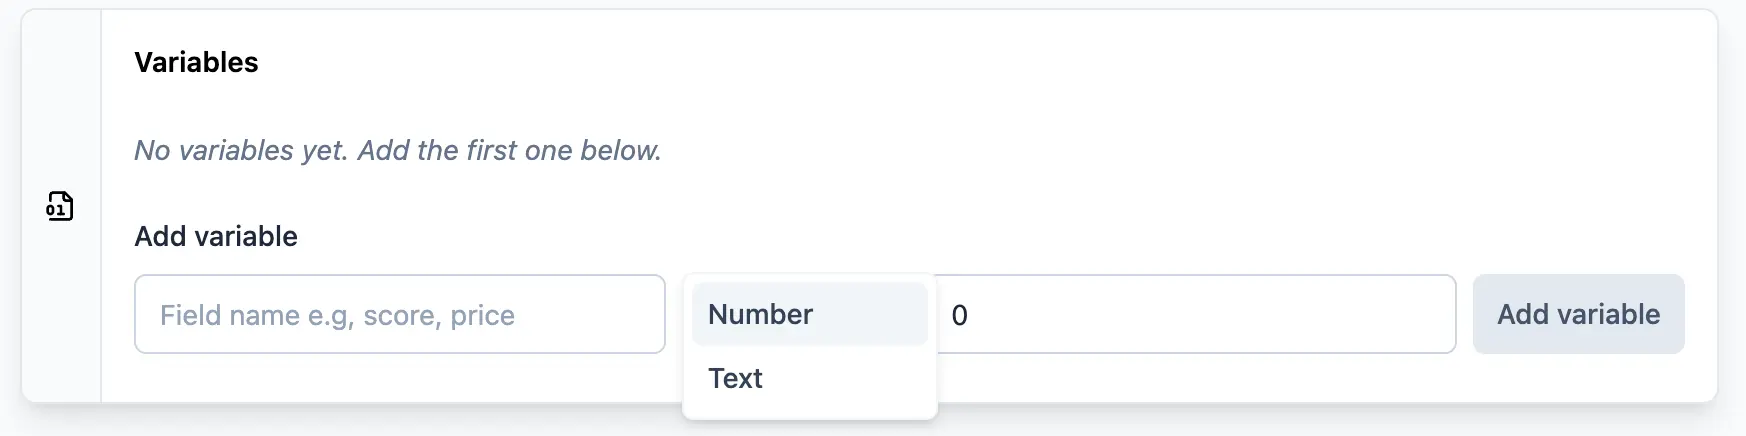 Variables
No variables yet. Add the first one below.
01
Add variable
Field name e.g, score, price
Number
0
Add variable
Text